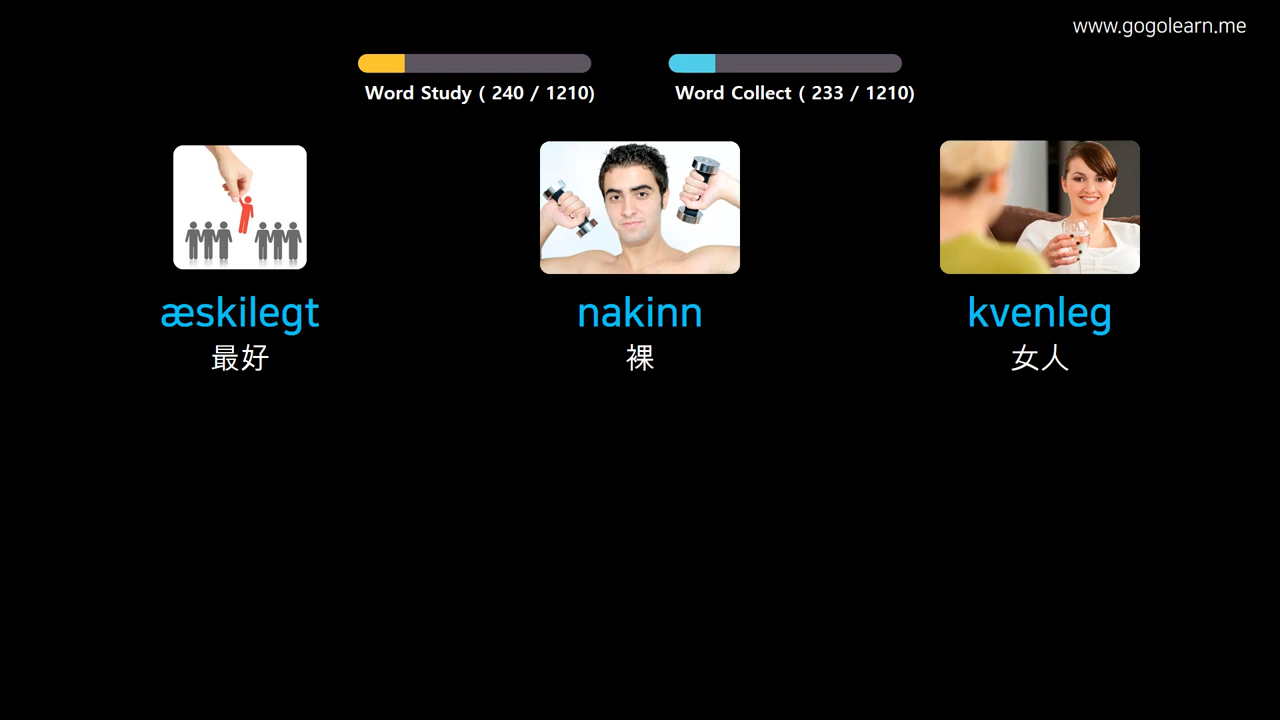 www.gogolearn.me
Word Study ( 240 / 1210)
Word Collect ( 233 / 1210)
æskilegt
nakinn
kvenleg
最好
裸
女人